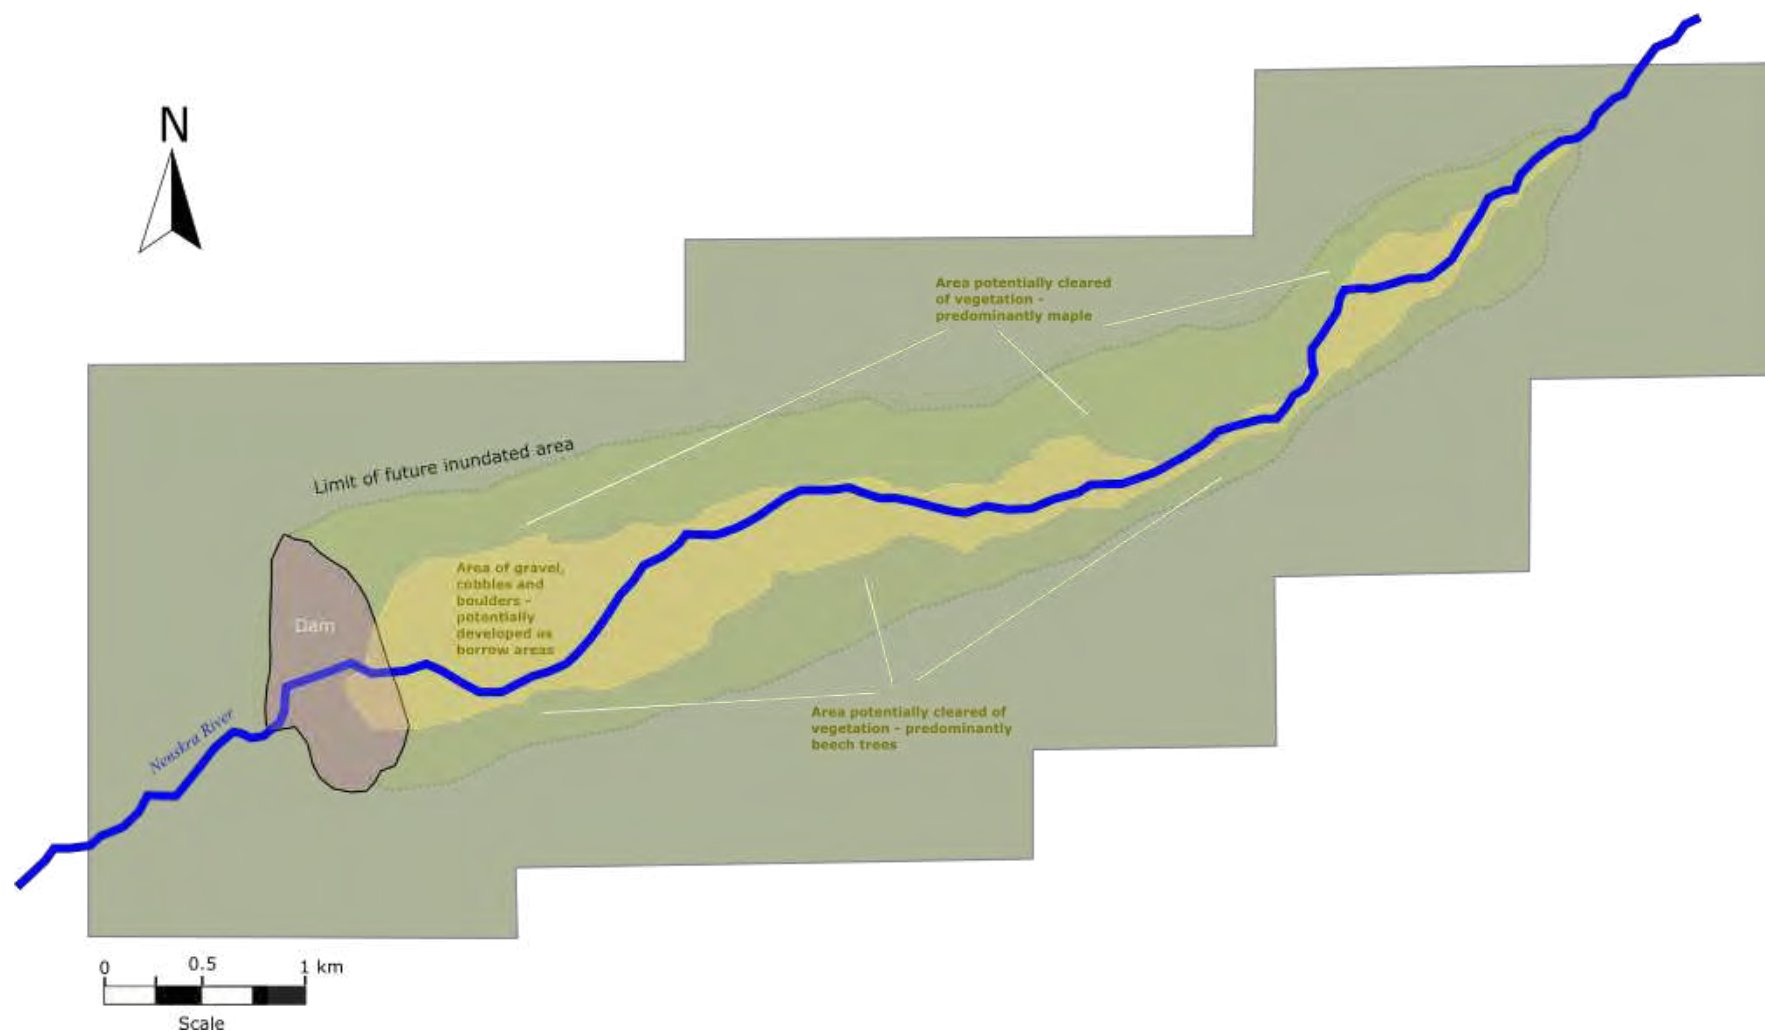 N
Area potentially cleared
of vegetation -
predominantly maple
Limit of future inundated area
Area of gravel,
cobbles and
boulders -
potentially
developed as
borrow areas
Dam
Nenskra River
Area potentially cleared of
vegetation - predominantly
beech trees
0 0.5 1 km
Scale